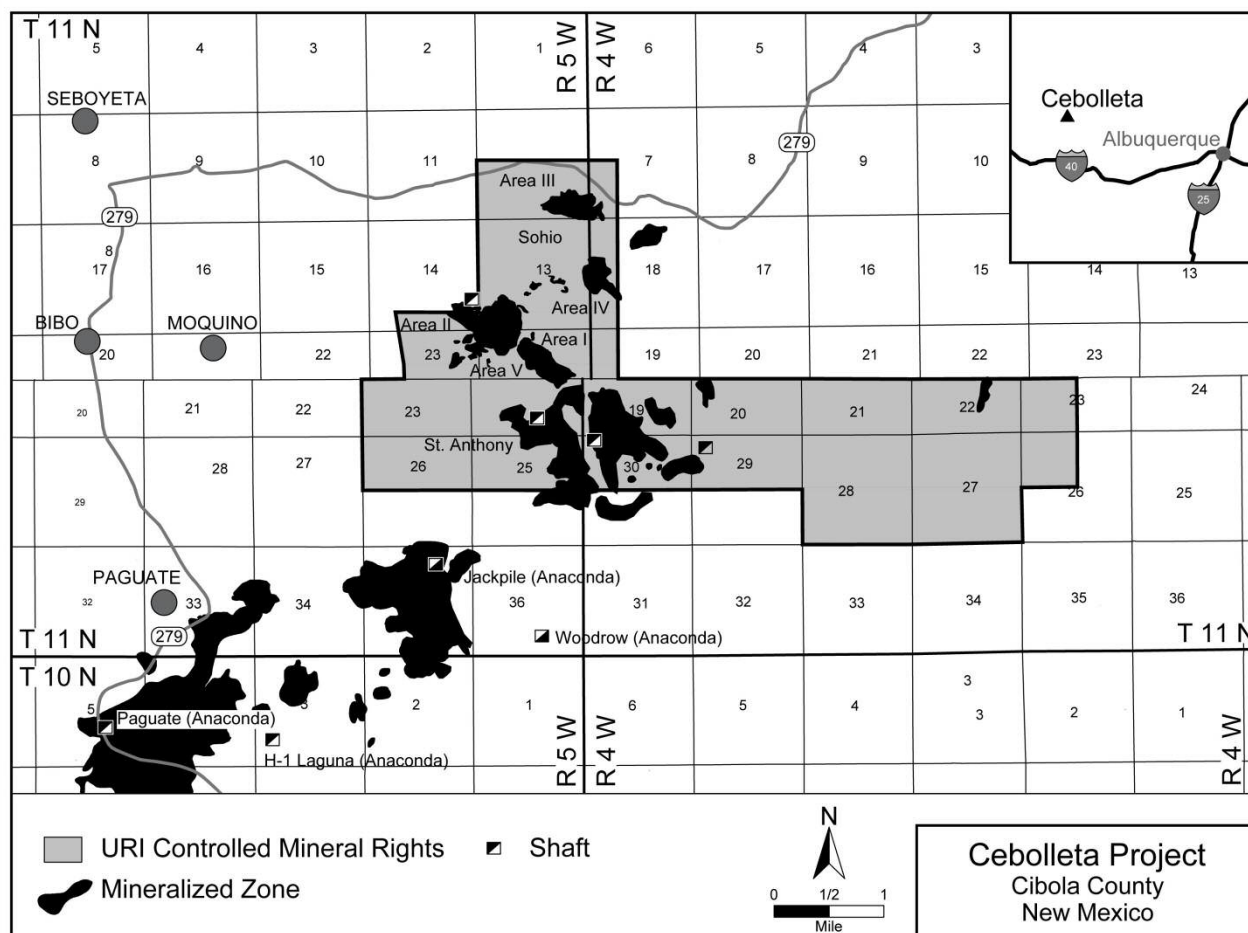 T 11 N
5
4
3
2
1
R 5 W
R 4 W
6
5
4
3
Cebolleta
Albuquerque
40
25
SEBOYETA
279
8
9
10
11
7
8
9
10
Area III
279
8
Sohio
17
16
15
14
13
18
17
16
15
14
13
Area IV
BIBO
MOQUINO
Area II
Area I
20
22
23
19
20
21
22
23
Area V
24
20
21
22
23
19
20
21
22
23
St. Anthony
28
27
26
25
30
29
28
27
26
25
29
PAGUATE
Jackpile (Anaconda)
32
33
34
36
31
32
33
34
35
36
279
Woodrow (Anaconda)
T 11 N
T 11 N
T 10 N
3
5
3
2
1
6
5
4
3
2
1
Paguate (Anaconda)
H-1 Laguna (Anaconda)
R 5 W
R 4 W
R 4 W
URI Controlled Mineral Rights
Shaft
Mineralized Zone
N
0 1/2 1
Mile
Cebolleta Project
Cibola County
New Mexico